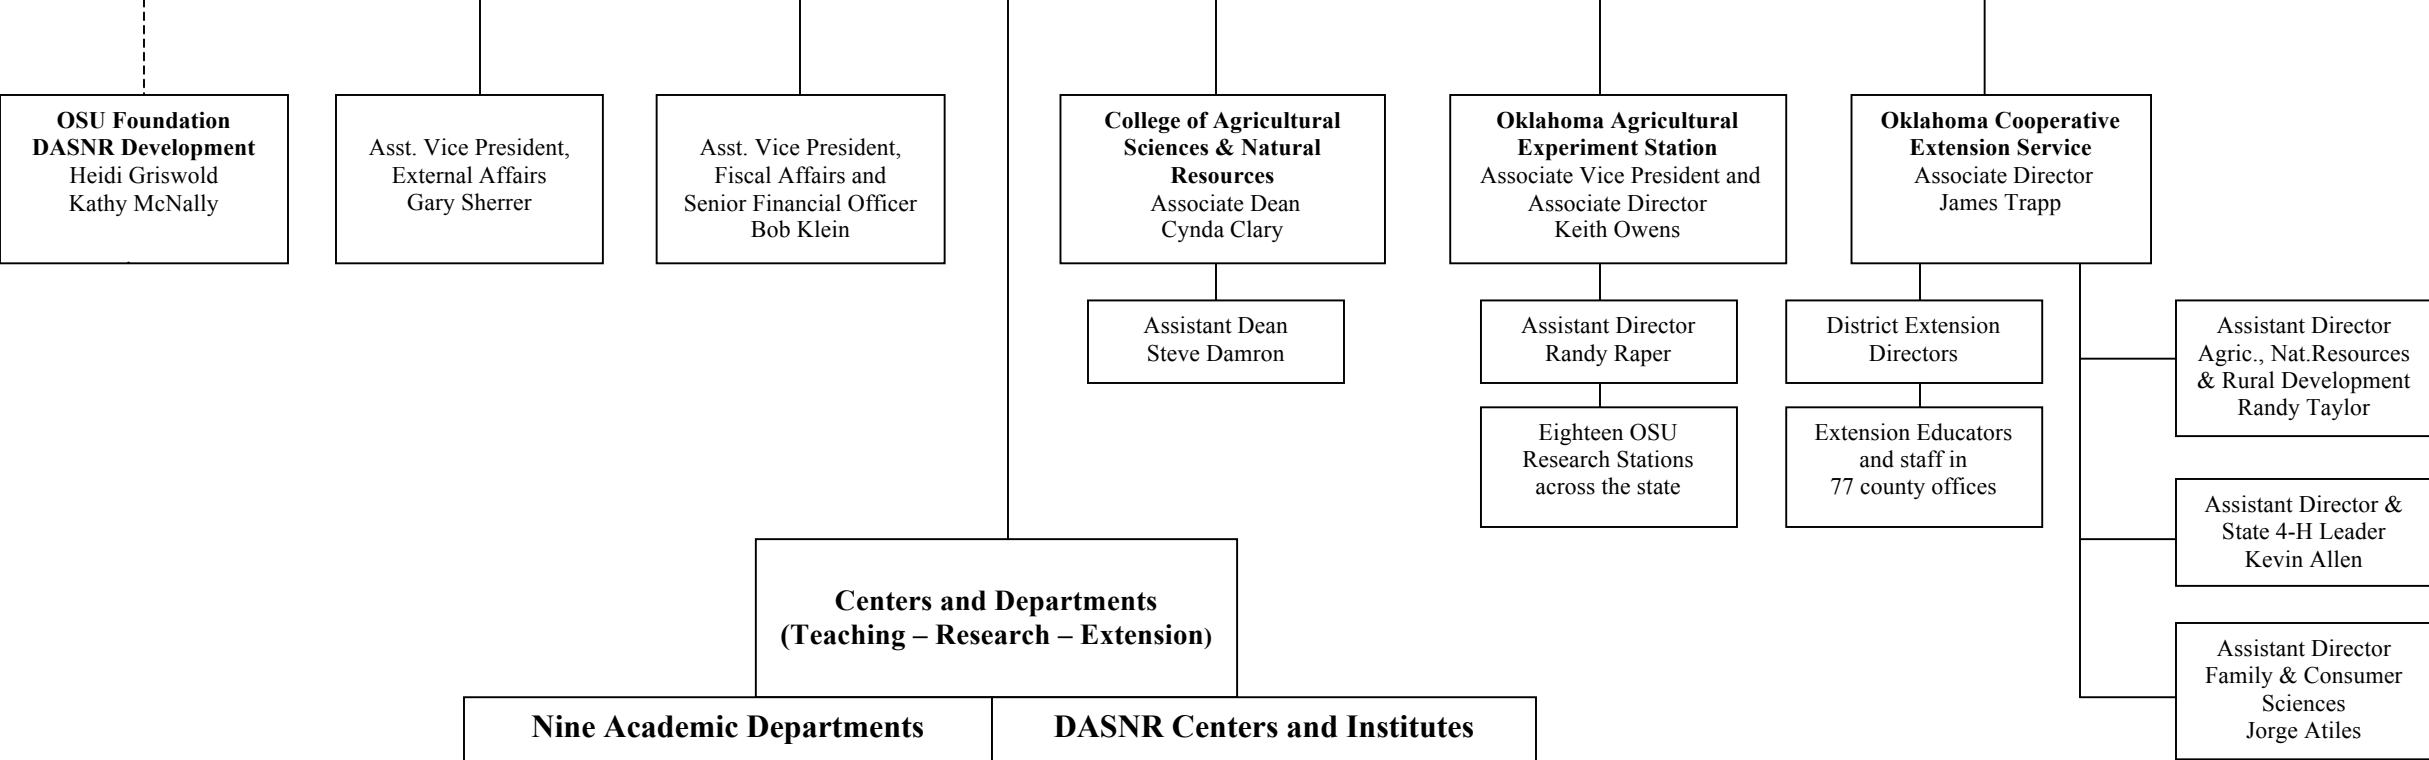 OSU Foundation
DASNR Development
Heidi Griswold
Kathy McNally
Asst. Vice President,
External Affairs
Gary Sherrer
Asst. Vice President,
Fiscal Affairs and
Senior Financial Officer
Bob Klein
College of Agricultural
Sciences & Natural
Resources
Associate Dean
Cynda Clary
Oklahoma Agricultural
Experiment Station
Associate Vice President and
Associate Director
Keith Owens
Oklahoma Cooperative
Extension Service
Associate Director
James Trapp
Assistant Dean
Steve Damron
Assistant Director
Randy Raper
District Extension
Directors
Assistant Director
Agric., Nat.Resources
& Rural Development
Randy Taylor
Eighteen OSU
Research Stations
across the state
Extension Educators
and staff in
77 county offices
Assistant Director &
State 4-H Leader
Kevin Allen
Centers and Departments
(Teaching – Research – Extension)
Assistant Director
Family & Consumer
Sciences
Jorge Atiles
Nine Academic Departments
DASNR Centers and Institutes